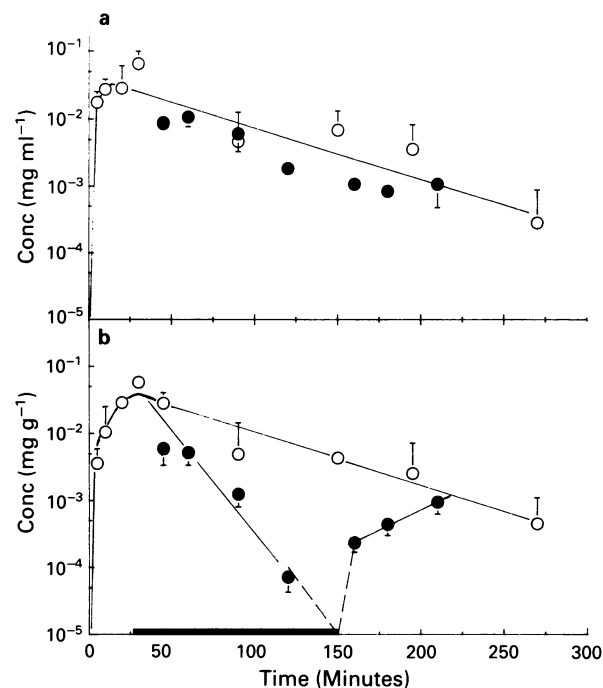 a
10⁻¹
10⁻²
10⁻³
10⁻⁴
10⁻⁵
Conc (mg ml⁻¹)
b
10⁻¹
10⁻²
10⁻³
10⁻⁴
10⁻⁵
Conc (mg g⁻¹)
0 50 100 150 200 250 300
Time (Minutes)